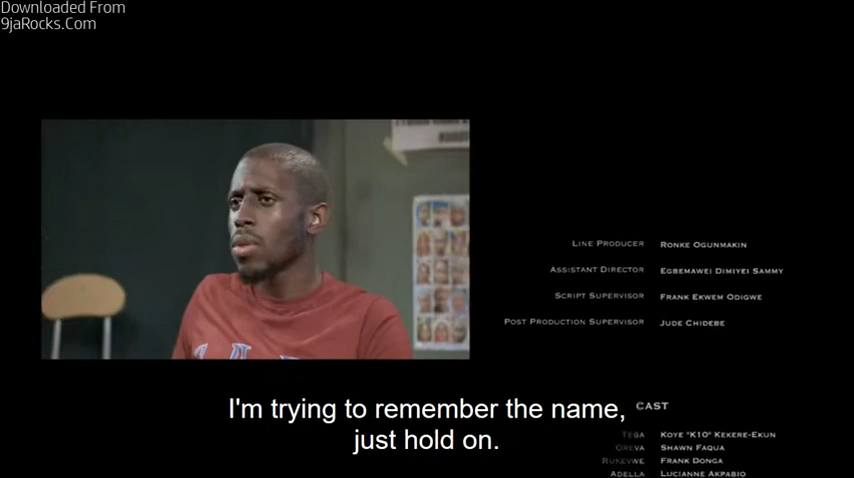 Downloaded From
9jaRocks.Com
LINE PRODUCER RONKE OGUNMAKIN
ASSISTANT DIRECTOR EGBEMAWEI DIMIYEI SAMMY
SCRIPT SUPERVISOR FRANK EKWEM ODIGWE
POST PRODUCTION SUPERVISOR JUDE CHIDEBE
I'm trying to remember the name,
just hold on.
CAST
TEGA KOYE "K10" KEKERE-EKUN
OREVA SHAWN FAQUA
RUKEVWE FRANK DONGA
ADELLA LUCIANNE AKPABIO